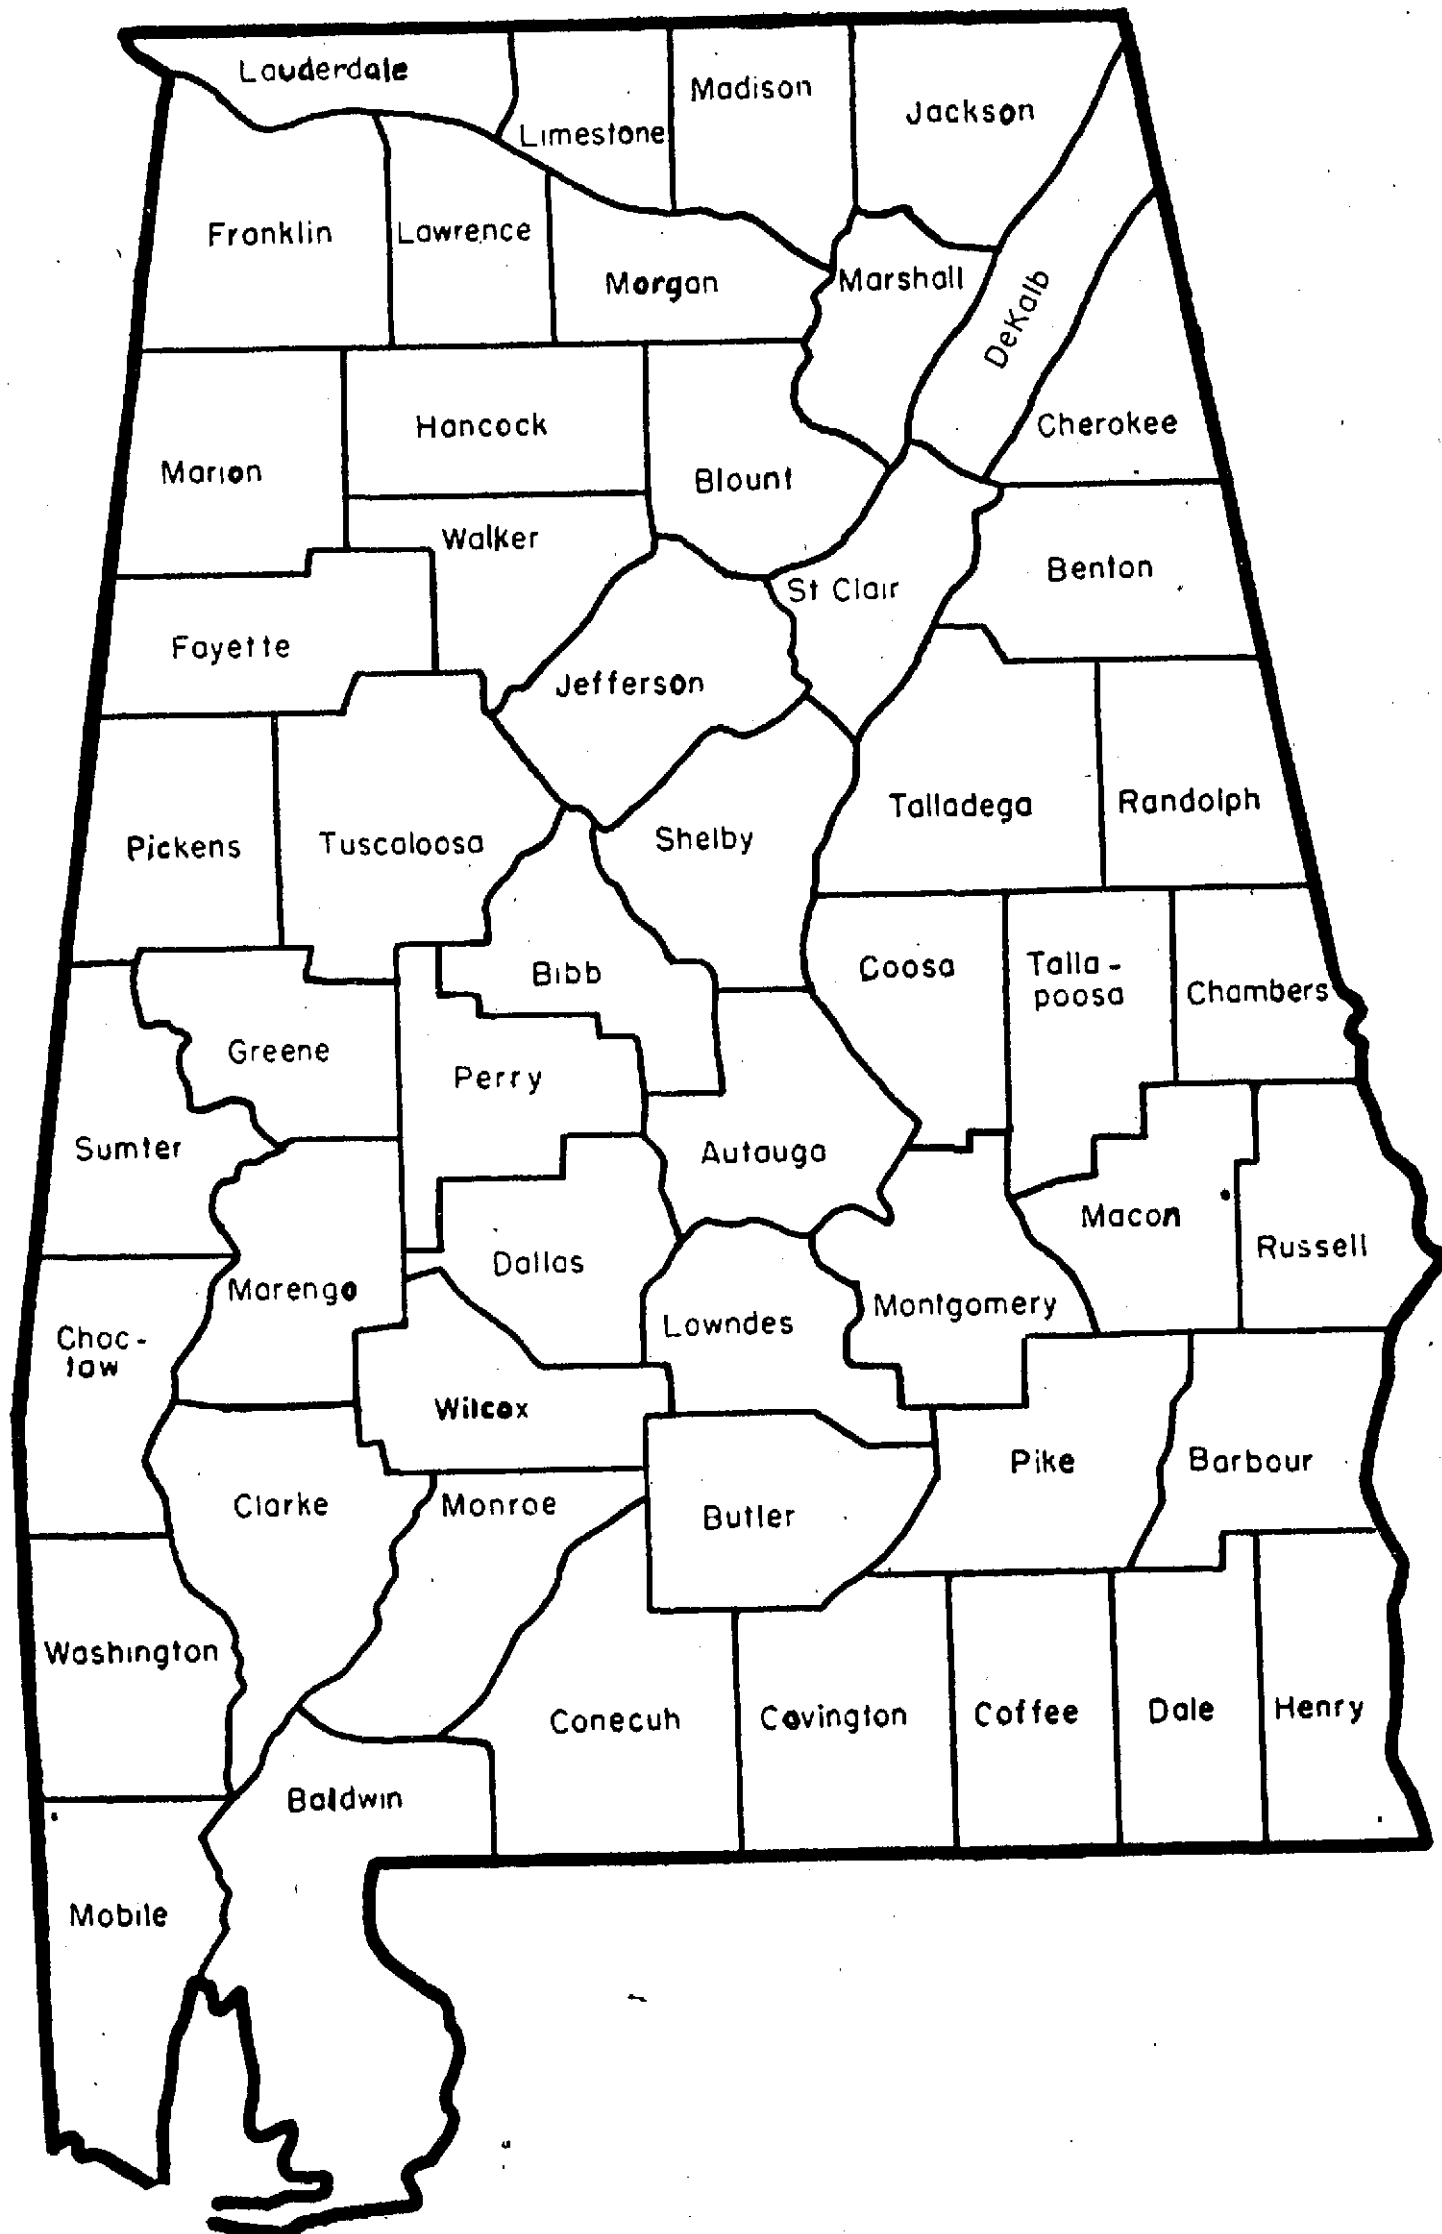 Lauderdale
Limestone
Madison
Jackson
Franklin
Lawrence
Morgan
Marshall
DeKalb
Cherokee
Marion
Hancock
Blount
Walker
St Clair
Benton
Fayette
Jefferson
Pickens
Tuscaloosa
Shelby
Talladega
Randolph
Bibb
Coosa
Talla-
poosa
Chambers
Greene
Perry
Sumter
Autauga
Macon
Russell
Marengo
Dallas
Lowndes
Montgomery
Choc-
taw
Wilcox
Pike
Barbour
Clarke
Monroe
Butler
Washington
Conecuh
Covington
Coffee
Dale
Henry
Baldwin
Mobile